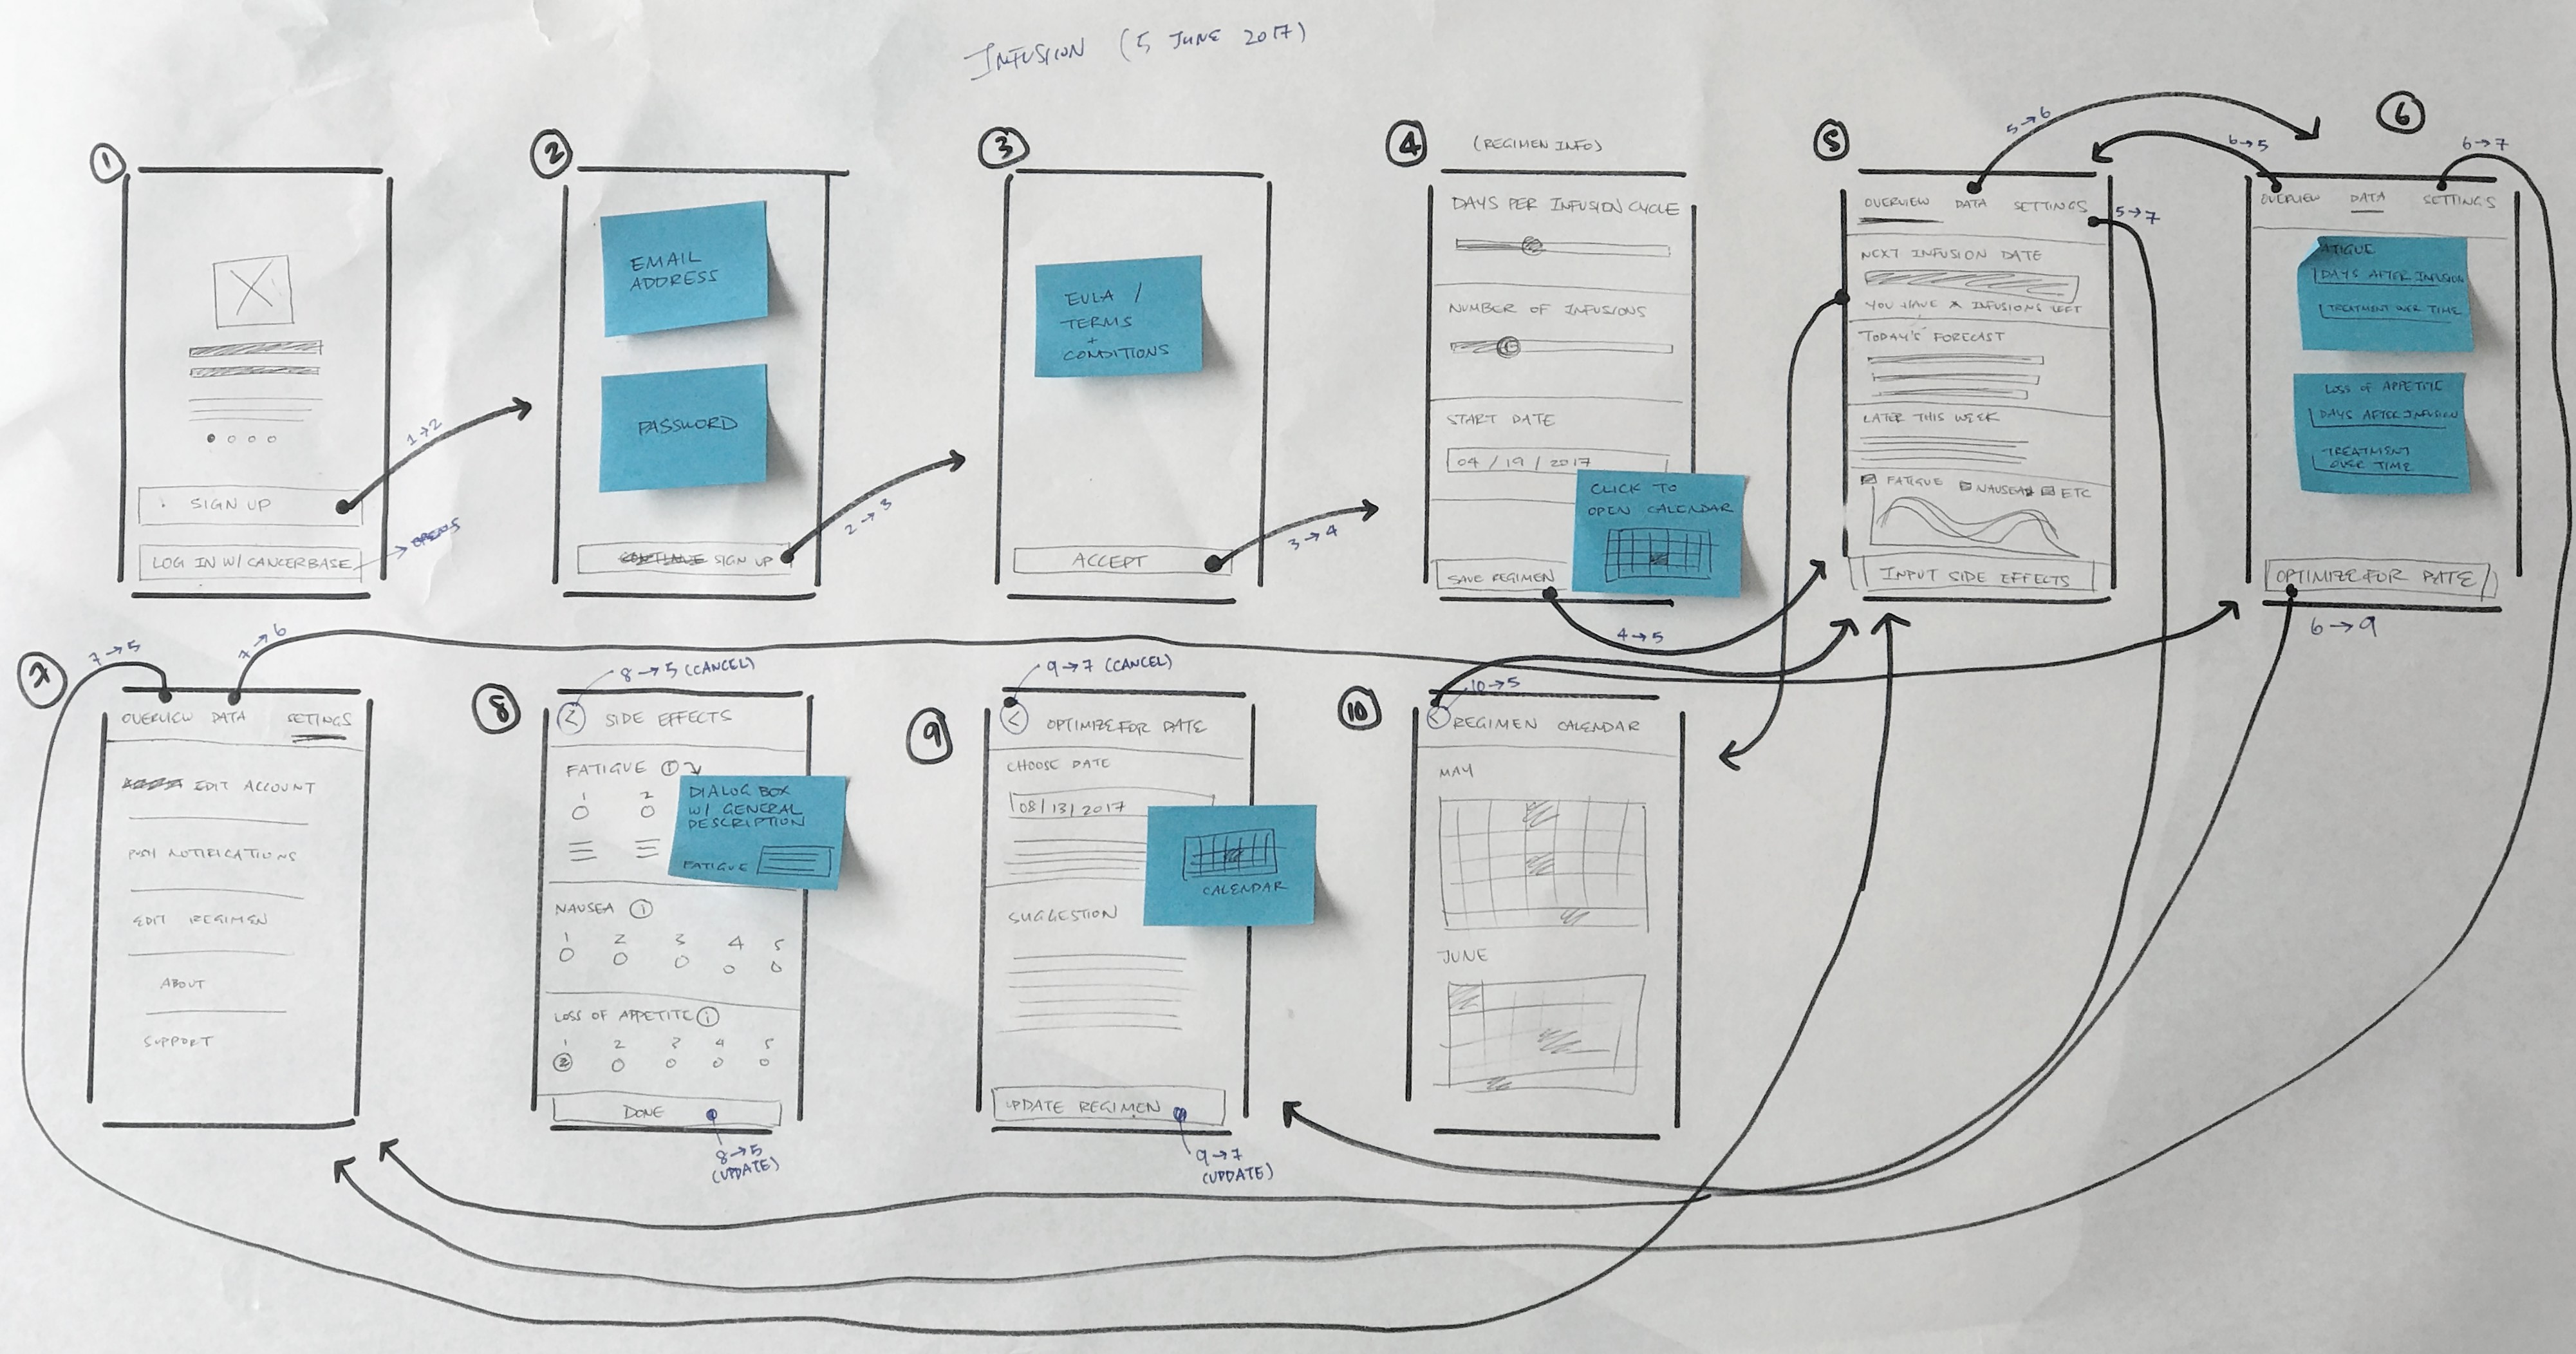 INFUSION (5 JUNE 2017)
1
SIGN UP
LOG IN W/ CANCERBASE
1→2
2
EMAIL
ADDRESS
PASSWORD
SIGN UP
2→3
3
EULA /
TERMS
+
CONDITIONS
ACCEPT
3→4
4
(REGIMEN INFO)
DAYS PER INFUSION CYCLE
NUMBER OF INFUSIONS
START DATE
04 / 19 / 2017
CLICK TO
OPEN CALENDAR
SAVE REGIMEN
4→5
5
5→6
OVERVIEW DATA SETTINGS
5→7
NEXT INFUSION DATE
YOU HAVE X INFUSIONS LEFT
TODAY'S FORECAST
LATER THIS WEEK
FATIGUE NAUSEA ETC
INPUT SIDE EFFECTS
6
6→5
6→7
OVERVIEW DATA SETTINGS
FATIGUE
DAYS AFTER INFUSION
TREATMENT OVER TIME
LOSS OF APPETITE
DAYS AFTER INFUSION
TREATMENT
OVER TIME
OPTIMIZE FOR DATE
6→9
7
7→5
7→6
OVERVIEW DATA SETTINGS
EDIT ACCOUNT
PUSH NOTIFICATIONS
EDIT REGIMEN
ABOUT
SUPPORT
8
8→5 (CANCEL)
< SIDE EFFECTS
FATIGUE i
1 2
DIALOG BOX
W/ GENERAL
DESCRIPTION
FATIGUE
NAUSEA i
1 2 3 4 5
LOSS OF APPETITE i
1 2 3 4 5
DONE
8→5
(UPDATE)
9
9→7 (CANCEL)
< OPTIMIZE FOR DATE
CHOOSE DATE
08/13/2017
CALENDAR
SUGGESTION
UPDATE REGIMEN
9→7
(UPDATE)
10
10→5
< REGIMEN CALENDAR
MAY
JUNE